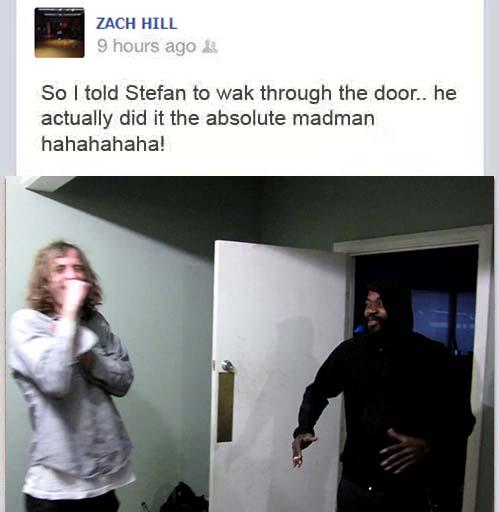 ZACH HILL
9 hours ago
So I told Stefan to wak through the door.. he
actually did it the absolute madman
hahahahaha!